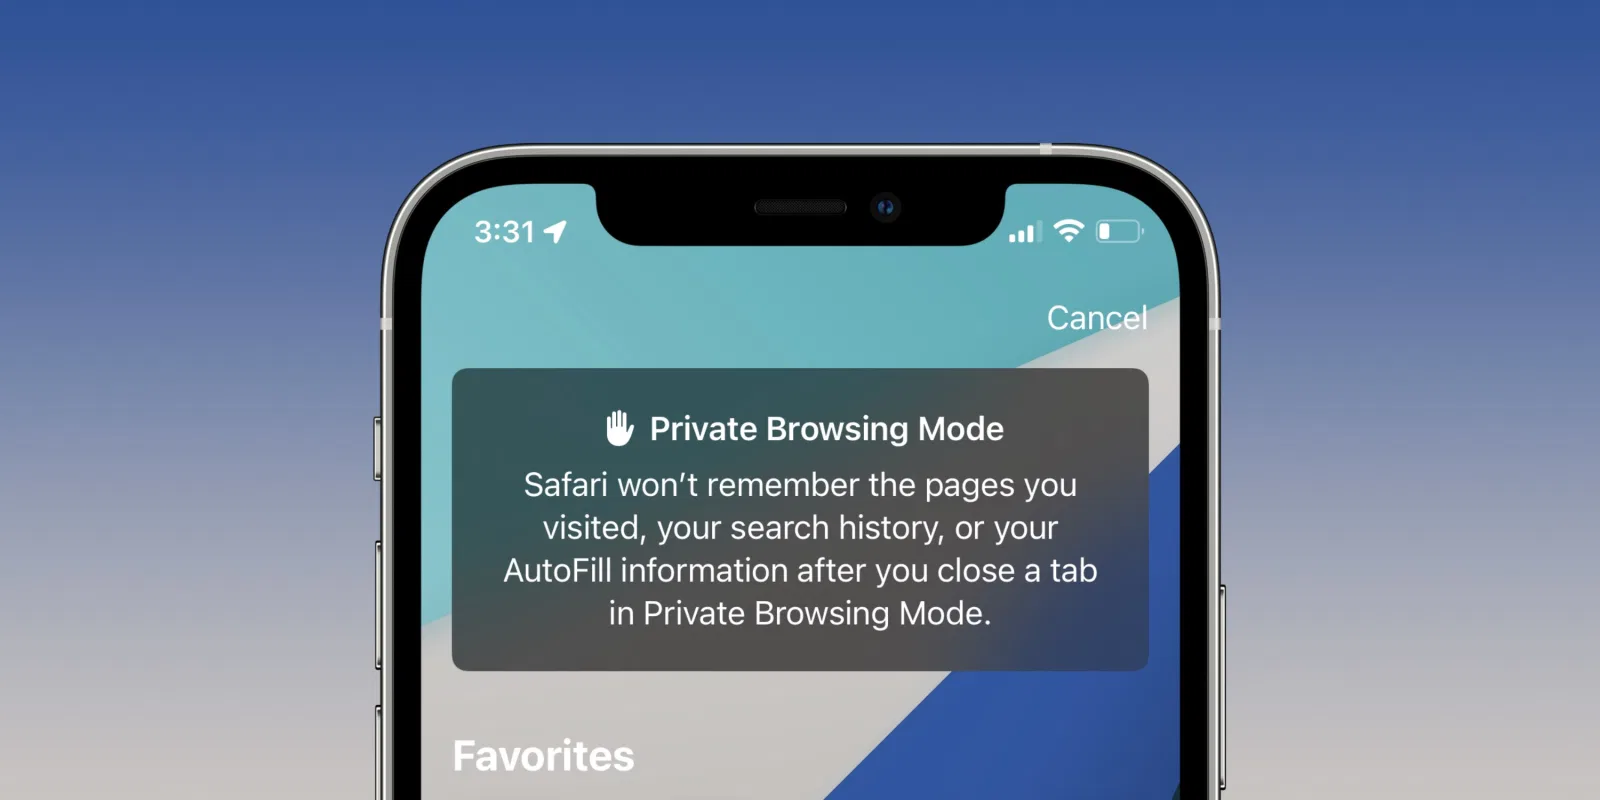 3:31
Cancel
Private Browsing Mode
Safari won’t remember the pages you
visited, your search history, or your
AutoFill information after you close a tab
in Private Browsing Mode.
Favorites